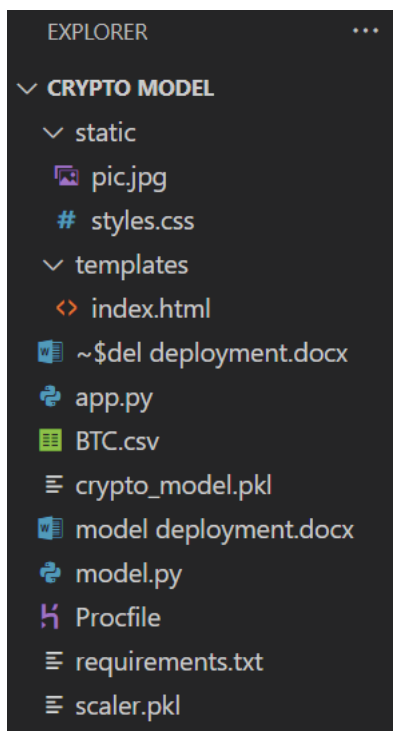 EXPLORER ...
CRYPTO MODEL
static
pic.jpg
# styles.css
templates
<> index.html
~$del deployment.docx
app.py
BTC.csv
crypto_model.pkl
model deployment.docx
model.py
Procfile
requirements.txt
scaler.pkl